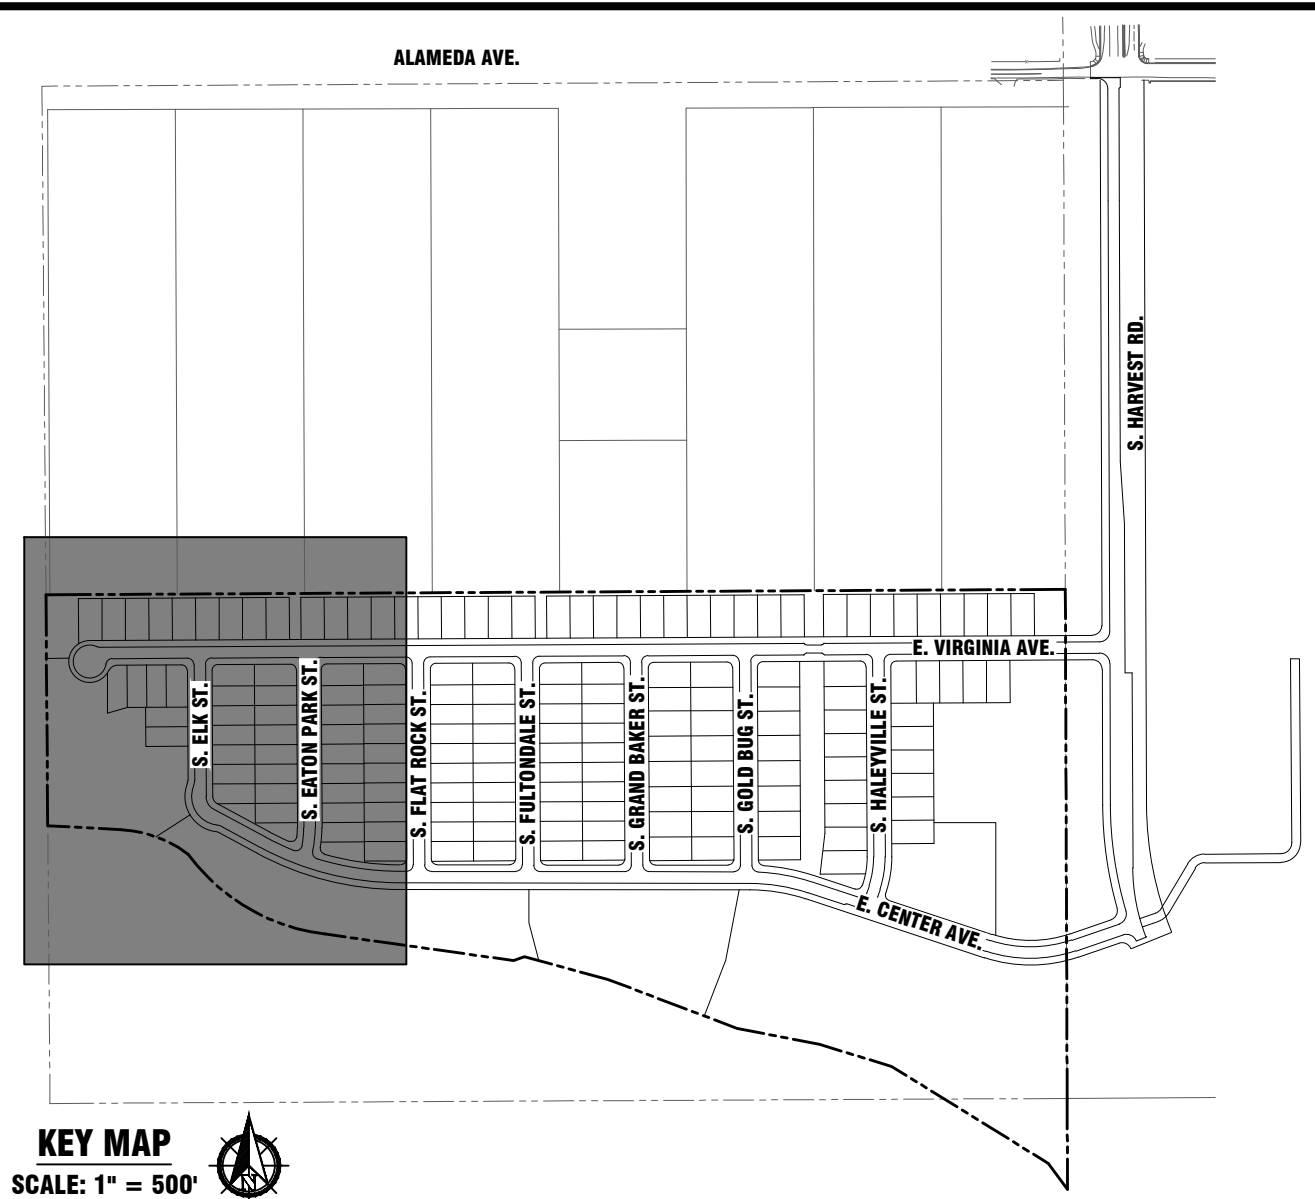 ALAMEDA AVE.
S. HARVEST RD.
E. VIRGINIA AVE.
S. ELK ST.
S. EATON PARK ST.
S. FLAT ROCK ST.
S. FULTONDALE ST.
S. GRAND BAKER ST.
S. GOLD BUG ST.
S. HALEYVILLE ST.
E. CENTER AVE.
KEY MAP
N
SCALE: 1" = 500'